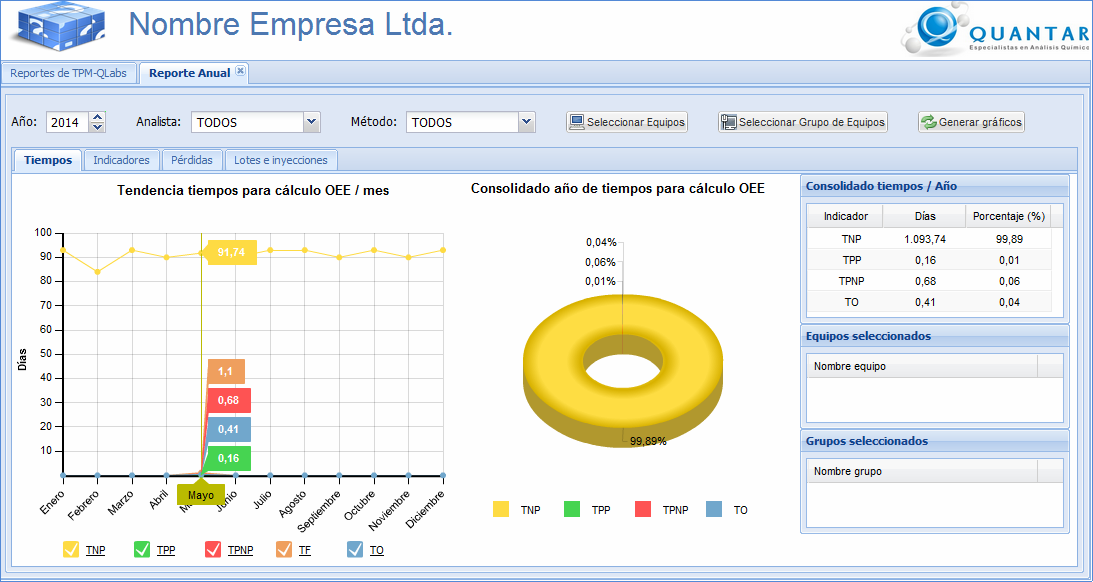 Nombre Empresa Ltda.
QUANTAR
Especialistas en Análisis Químico
Reportes de TPM-QLabs
Reporte Anual
Año: 2014 Analista: TODOS Método: TODOS Seleccionar Equipos Seleccionar Grupo de Equipos Generar gráficos
Tiempos Indicadores Pérdidas Lotes e inyecciones
Tendencia tiempos para cálculo OEE / mes
Días
100
90
80
70
60
50
40
30
20
10
91,74
1,1
0,68
0,41
0,16
Enero
Febrero
Marzo
Abril
Mayo
Junio
Julio
Agosto
Septiembre
Octubre
Noviembre
Diciembre
TNP TPP TPNP TF TO
Consolidado año de tiempos para cálculo OEE
0,04%
0,06%
0,01%
99,89%
TNP TPP TPNP TO
Consolidado tiempos / Año
Indicador Días Porcentaje (%)
TNP 1.093,74 99,89
TPP 0,16 0,01
TPNP 0,68 0,06
TO 0,41 0,04
Equipos seleccionados
Nombre equipo
Grupos seleccionados
Nombre grupo